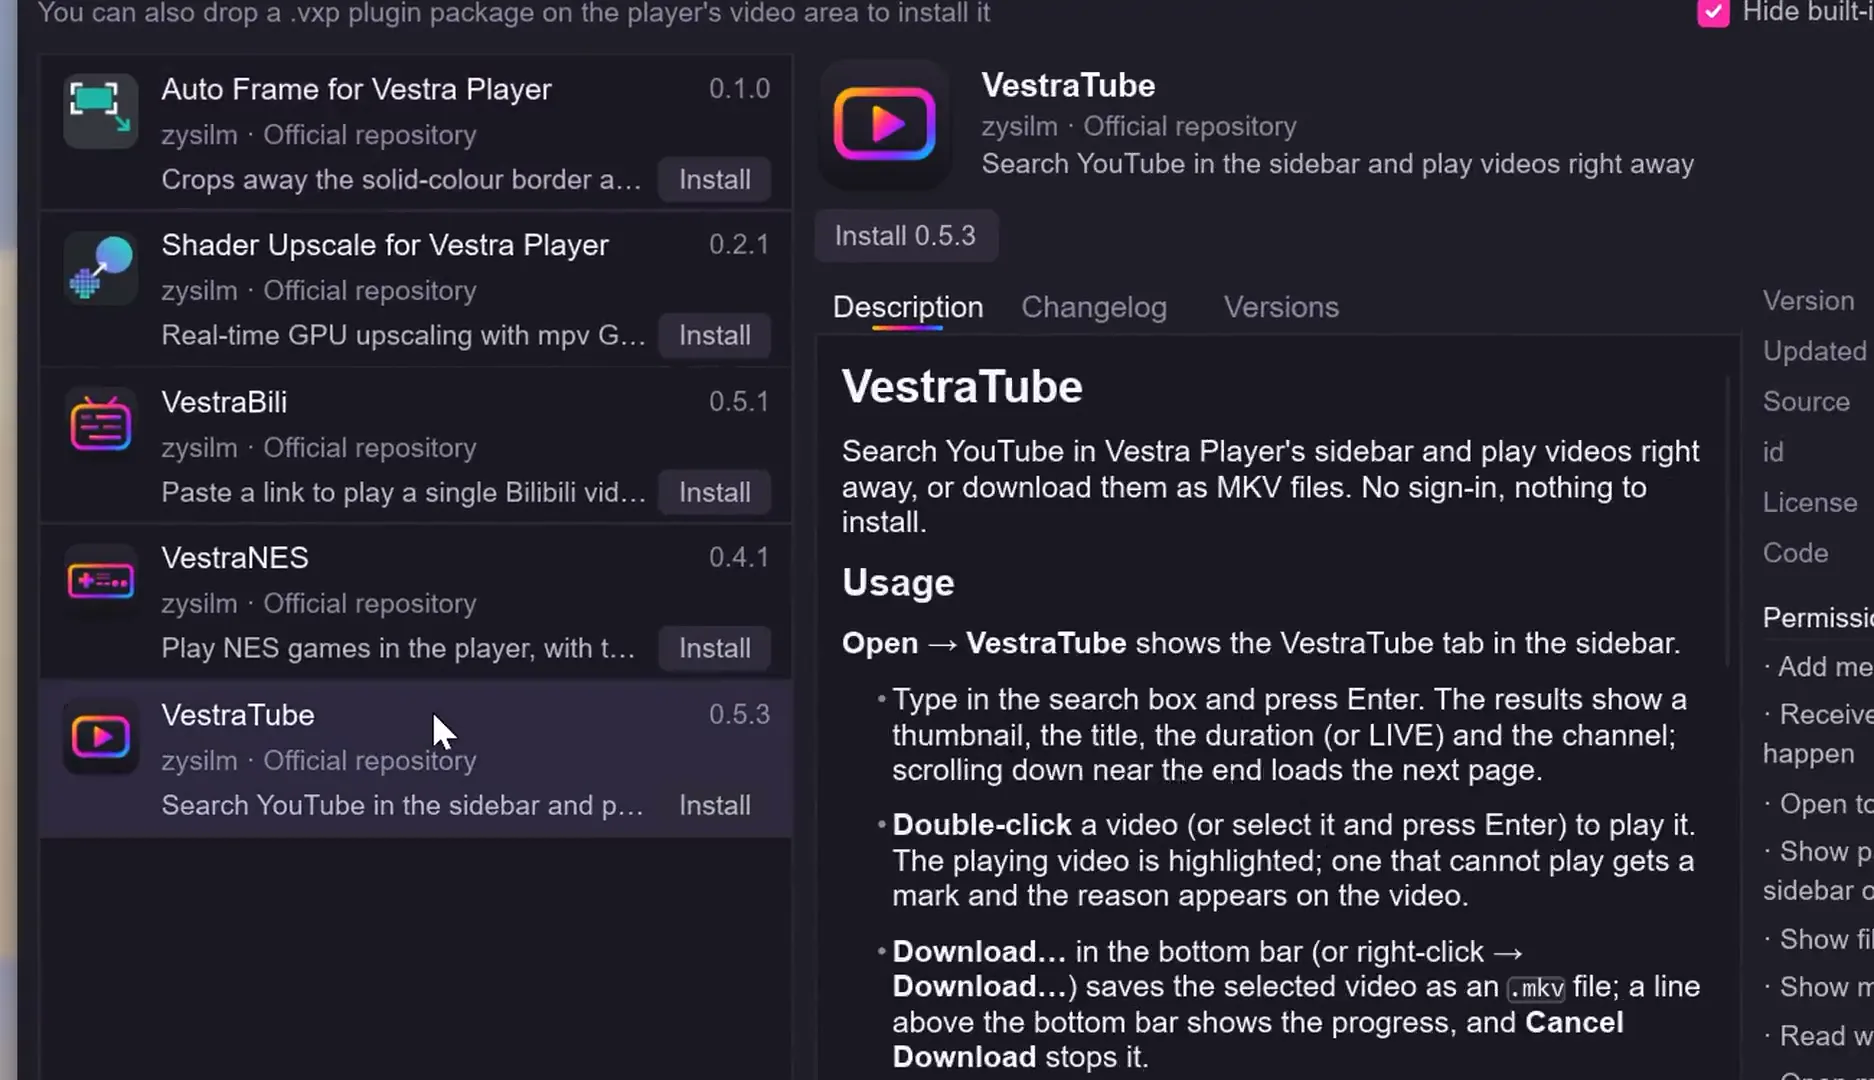 You can also drop a .vxp plugin package on the player's video area to install it
Hide built-i
Auto Frame for Vestra Player
0.1.0
zysilm · Official repository
Crops away the solid-colour border a…
Install
Shader Upscale for Vestra Player
0.2.1
zysilm · Official repository
Real-time GPU upscaling with mpv G…
Install
VestraBili
0.5.1
zysilm · Official repository
Paste a link to play a single Bilibili vid…
Install
VestraNES
0.4.1
zysilm · Official repository
Play NES games in the player, with t…
Install
VestraTube
0.5.3
zysilm · Official repository
Search YouTube in the sidebar and p…
Install
VestraTube
zysilm · Official repository
Search YouTube in the sidebar and play videos right away
Install 0.5.3
Description
Changelog
Versions
VestraTube
Search YouTube in Vestra Player's sidebar and play videos right
away, or download them as MKV files. No sign-in, nothing to
install.
Usage
Open → VestraTube shows the VestraTube tab in the sidebar.
• Type in the search box and press Enter. The results show a
thumbnail, the title, the duration (or LIVE) and the channel;
scrolling down near the end loads the next page.
• Double-click a video (or select it and press Enter) to play it.
The playing video is highlighted; one that cannot play gets a
mark and the reason appears on the video.
• Download… in the bottom bar (or right-click →
Download…) saves the selected video as an .mkv file; a line
above the bottom bar shows the progress, and Cancel
Download stops it.
Version
Updated
Source
id
License
Code
Permissio
· Add me
· Receive
happen
· Open to
· Show p
sidebar o
· Show fil
· Show m
· Read w